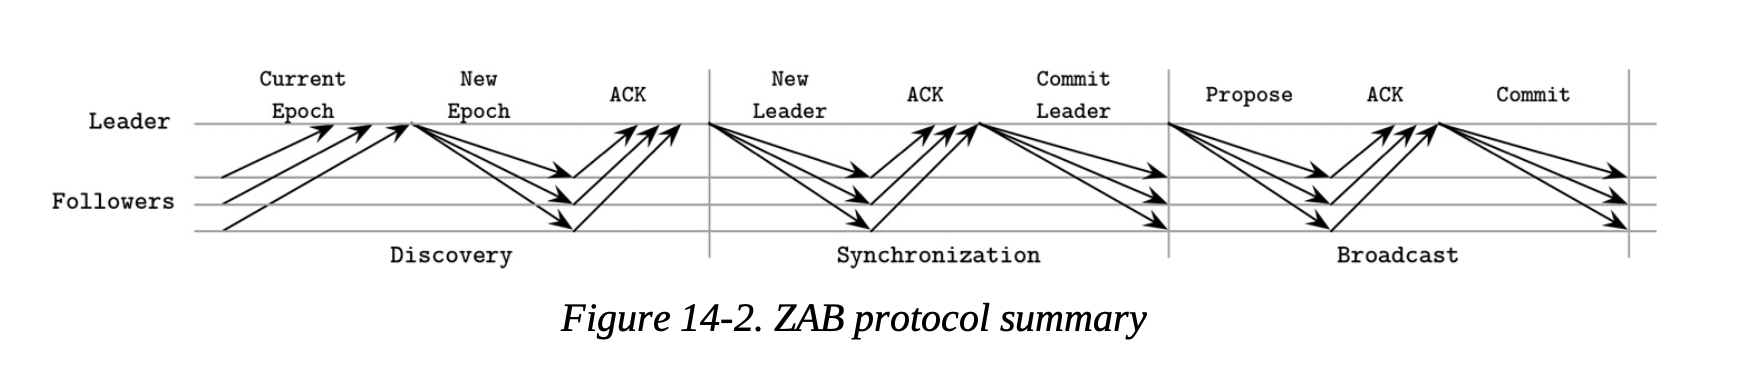 Current
Epoch
New
Epoch
ACK
New
Leader
ACK
Commit
Leader
Propose
ACK
Commit
Leader
Followers
Discovery
Synchronization
Broadcast
Figure 14-2. ZAB protocol summary